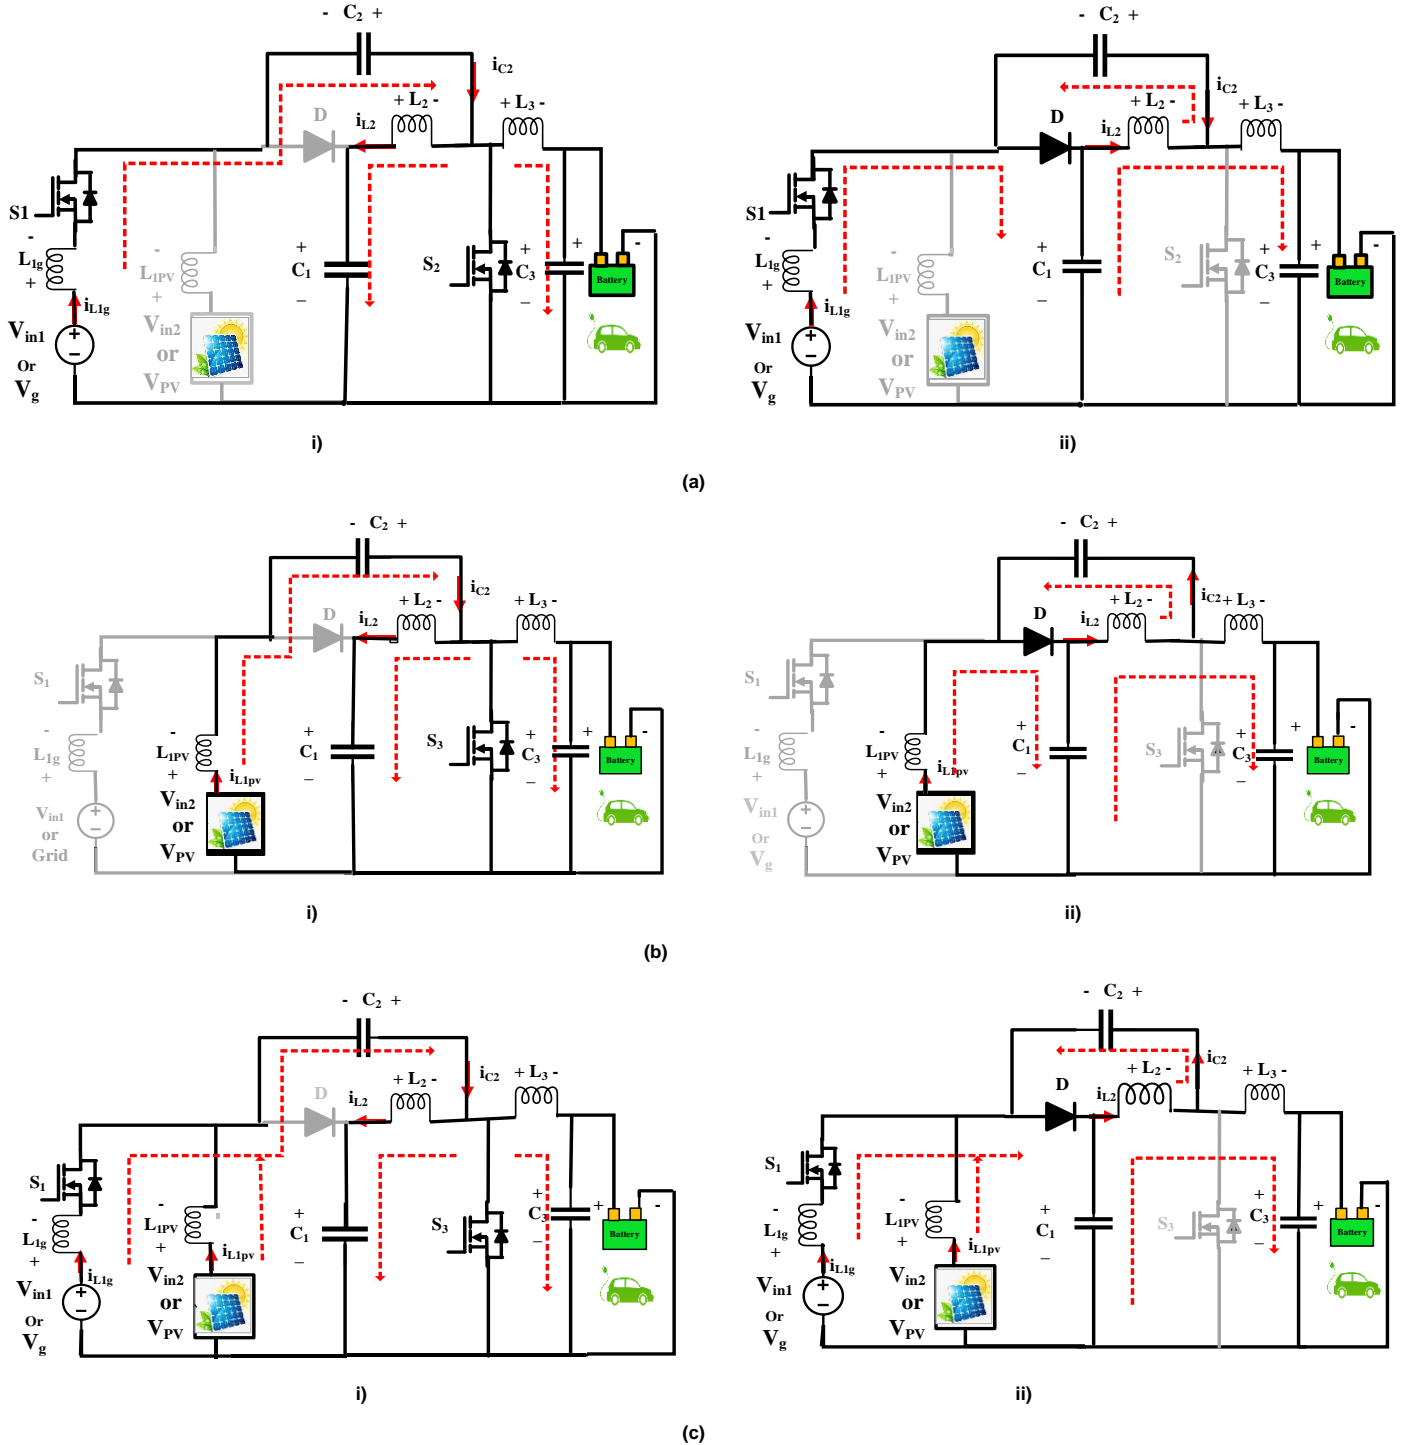 - C2 +
iC2
+ L2 -
+ L3 -
D
iL2
S1
-
L1g
+
iL1g
Vin1
Or
Vg
-
L1PV
+
Vin2
or
VPV
+
C1
–
S2
+
C3
–
+
-
Battery
i)
- C2 +
iC2
+ L2 -
+ L3 -
D
iL2
S1
-
L1g
+
iL1g
Vin1
Or
Vg
-
L1PV
+
Vin2
or
VPV
+
C1
–
S2
+
C3
–
+
-
Battery
ii)
(a)
- C2 +
iC2
+ L2 -
+ L3 -
D
iL2
S1
-
L1g
+
Vin1
or
Grid
-
L1PV
+
iL1pv
Vin2
or
VPV
+
C1
–
S3
+
C3
–
+
-
Battery
i)
- C2 +
iC2
+ L2 -
+ L3 -
D
iL2
S1
-
L1g
+
Vin1
Or
Vg
-
L1PV
+
iL1pv
Vin2
or
VPV
+
C1
–
S3
+
C3
–
+
-
Battery
ii)
(b)
- C2 +
iC2
+ L2 -
+ L3 -
D
iL2
S1
-
L1g
+
iL1g
Vin1
Or
Vg
-
L1PV
+
iL1pv
Vin2
or
VPV
+
C1
–
S3
+
C3
–
+
-
Battery
i)
- C2 +
iC2
+ L2 -
+ L3 -
D
iL2
S1
-
L1g
+
iL1g
Vin1
Or
Vg
-
L1PV
+
iL1pv
Vin2
or
VPV
+
C1
–
S3
+
C3
–
+
-
Battery
ii)
(c)